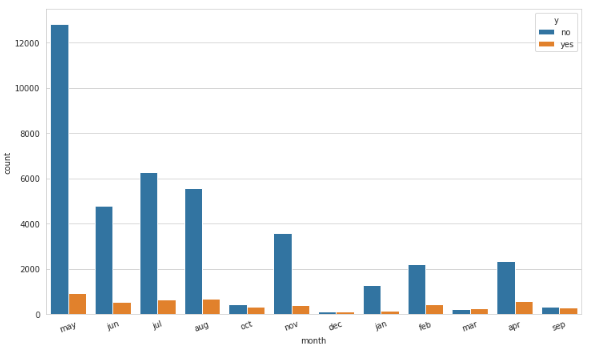 y
no
yes
12000
10000
8000
6000
4000
2000
0
count
may jun jul aug oct nov dec jan feb mar apr sep
month